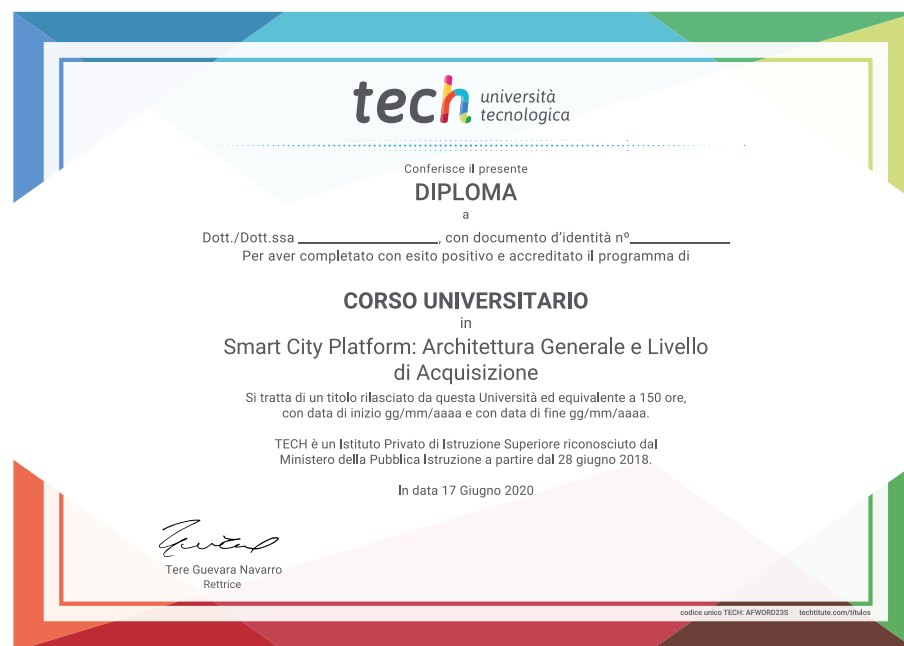 tech università
tecnologica
Conferisce il presente
DIPLOMA
a
Dott./Dott.ssa ____________________, con documento d'identità nº______________
Per aver completato con esito positivo e accreditato il programma di
CORSO UNIVERSITARIO
in
Smart City Platform: Architettura Generale e Livello
di Acquisizione
Si tratta di un titolo rilasciato da questa Università ed equivalente a 150 ore,
con data di inizio gg/mm/aaaa e con data di fine gg/mm/aaaa.
TECH è un Istituto Privato di Istruzione Superiore riconosciuto dal
Ministero della Pubblica Istruzione a partire dal 28 giugno 2018.
In data 17 Giugno 2020
Tere Guevara Navarro
Rettrice
codice unico TECH: AFWORD23S techtitute.com/titulos